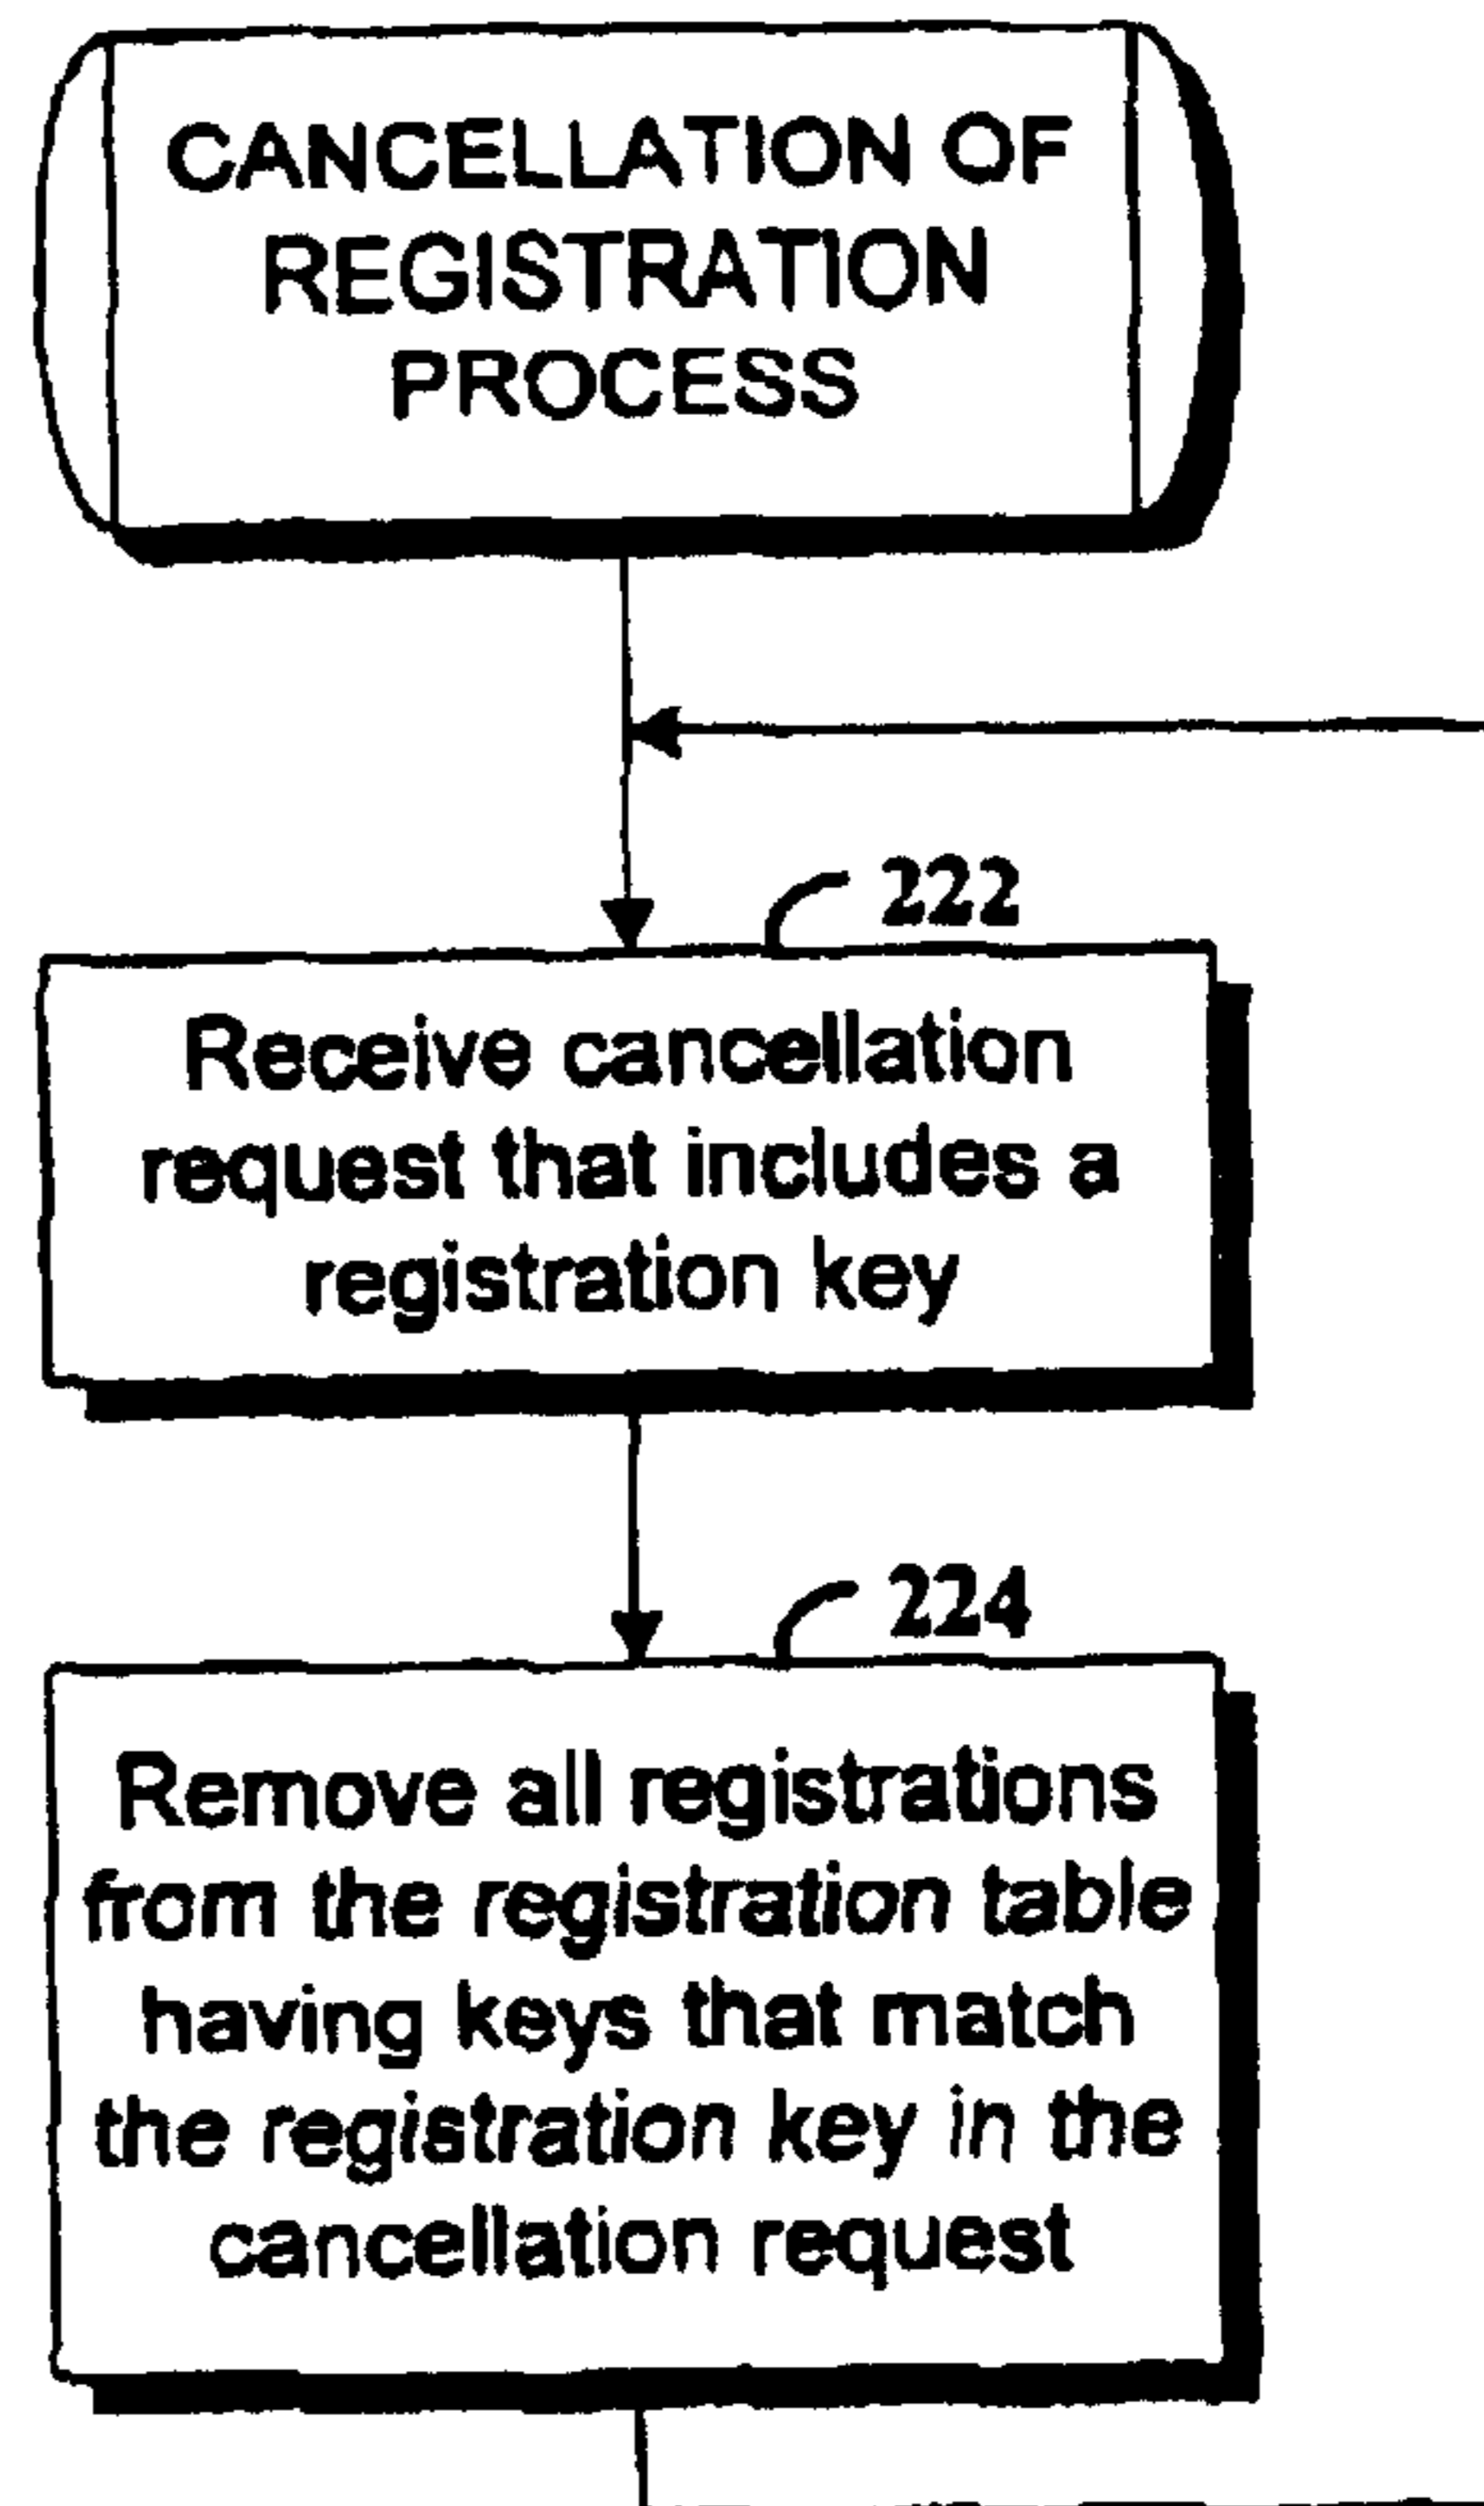 CANCELLATION OF
REGISTRATION
PROCESS
222
Receive cancellation
request that includes a
registration key
224
Remove all registrations
from the registration table
having keys that match
the registration key in the
cancellation request